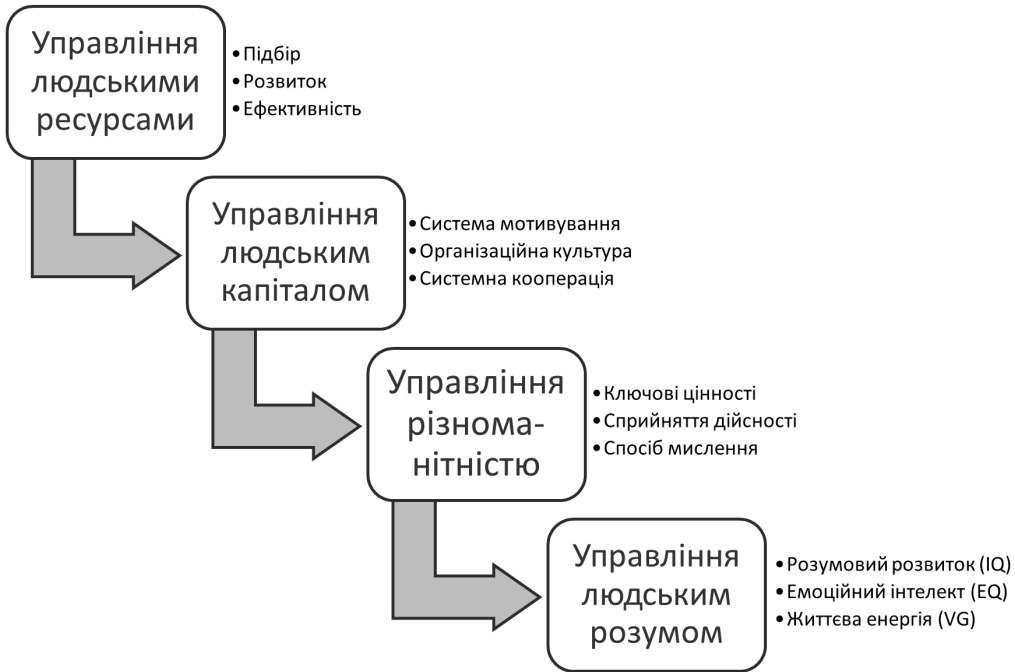 Управління
людськими
ресурсами
•Підбір
•Розвиток
•Ефективність
Управління
людським
капіталом
•Система мотивування
•Організаційна культура
•Системна кооперація
Управління
різнома-
нітністю
•Ключові цінності
•Сприйняття дійсності
•Спосіб мислення
Управління
людським
розумом
•Розумовий розвиток (IQ)
•Емоційний інтелект (EQ)
•Життєва енергія (VG)